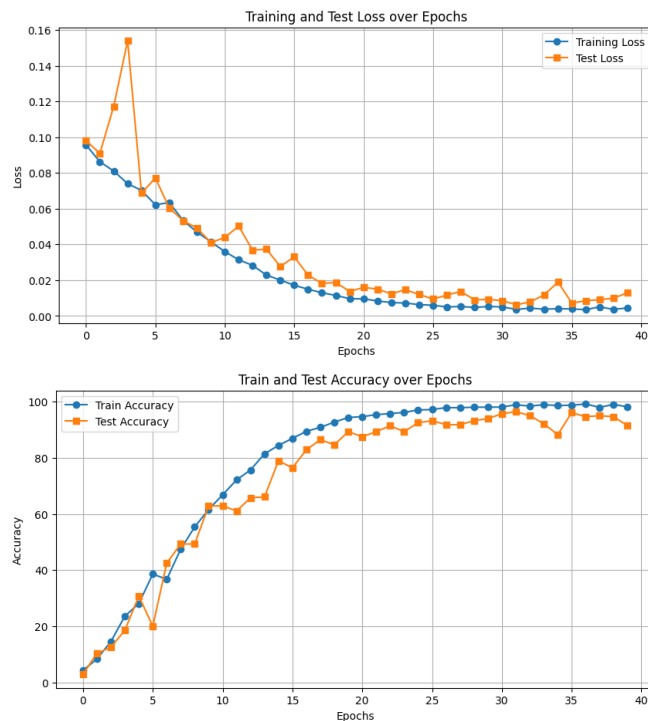 Training and Test Loss over Epochs
0.16
0.14
0.12
0.10
0.08
0.06
0.04
0.02
0.00
Loss
Training Loss
Test Loss
0 5 10 15 20 25 30 35 40
Epochs
Train and Test Accuracy over Epochs
100
80
60
40
20
0
Accuracy
Train Accuracy
Test Accuracy
0 5 10 15 20 25 30 35 40
Epochs